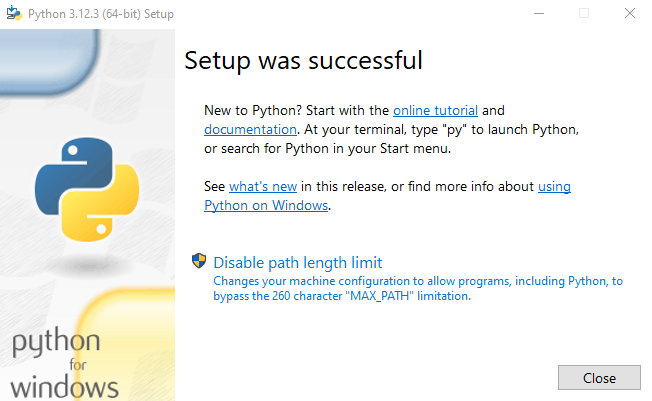 Python 3.12.3 (64-bit) Setup
Setup was successful
New to Python? Start with the online tutorial and
documentation. At your terminal, type "py" to launch Python,
or search for Python in your Start menu.
See what's new in this release, or find more info about using
Python on Windows.
Disable path length limit
Changes your machine configuration to allow programs, including Python, to
bypass the 260 character "MAX_PATH" limitation.
python
for
windows
Close